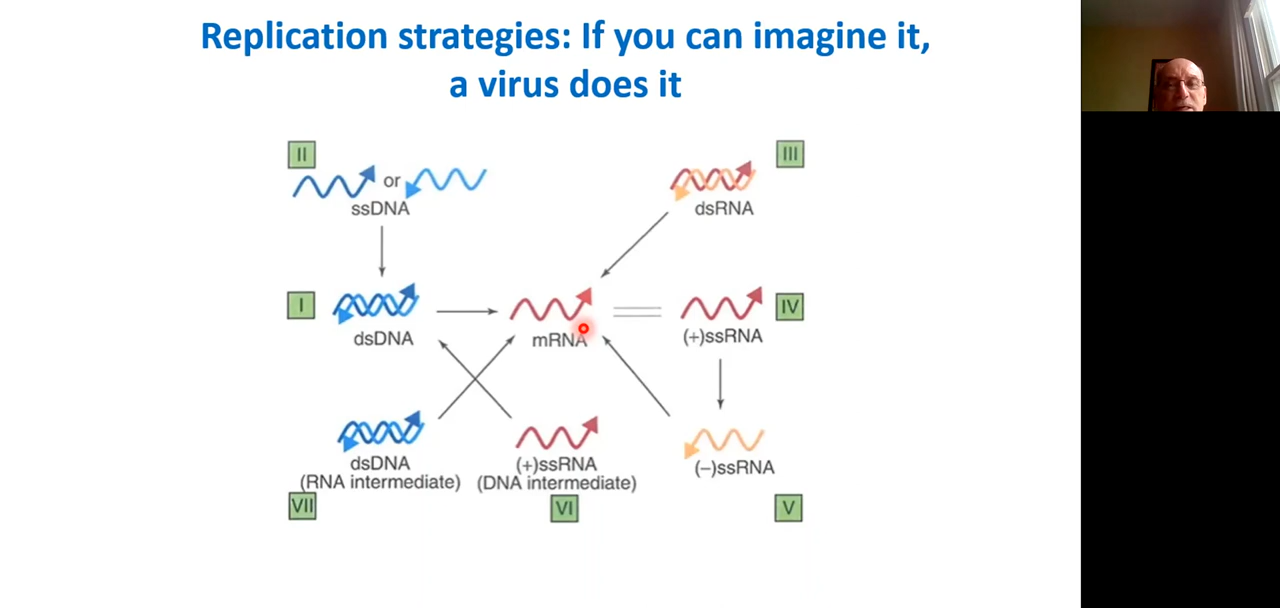 Replication strategies: If you can imagine it,
a virus does it
II
or
ssDNA
III
dsRNA
I
dsDNA
mRNA
(+)ssRNA
IV
dsDNA
(RNA intermediate)
VII
(+)ssRNA
(DNA intermediate)
VI
(−)ssRNA
V